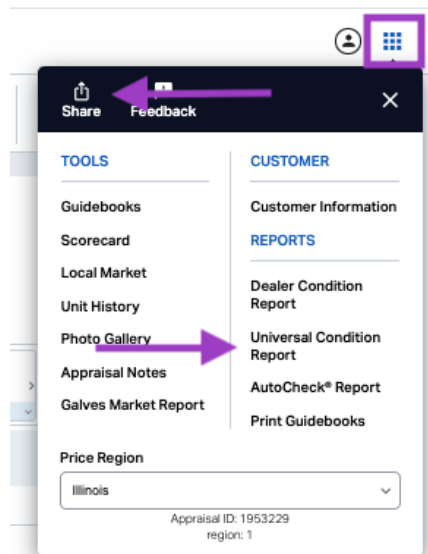 Share Feedback
TOOLS
Guidebooks
Scorecard
Local Market
Unit History
Photo Gallery
Appraisal Notes
Galves Market Report
CUSTOMER
Customer Information
REPORTS
Dealer Condition
Report
Universal Condition
Report
AutoCheck® Report
Print Guidebooks
Price Region
Illinois
Appraisal ID: 1953229
region: 1